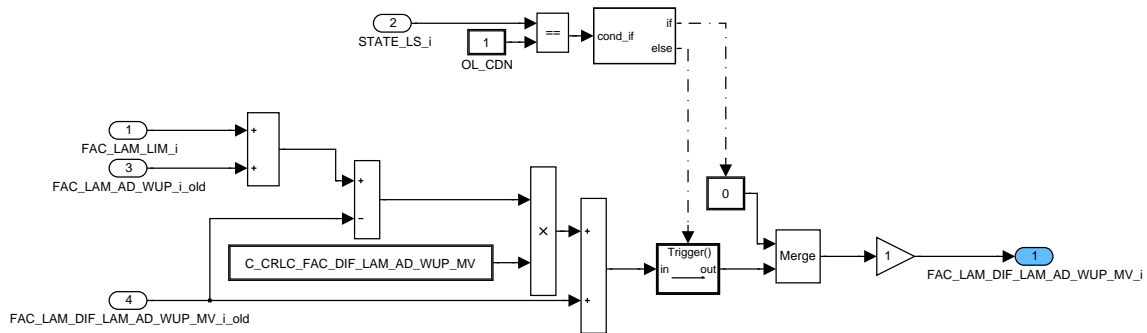 2
STATE_LS_i
1
OL_CDN
==
cond_if
if
else
1
FAC_LAM_LIM_i
3
FAC_LAM_AD_WUP_i_old
+
+
+
−
C_CRLC_FAC_DIF_LAM_AD_WUP_MV
×
4
FAC_LAM_DIF_LAM_AD_WUP_MV_i_old
+
+
Trigger()
in
out
0
Merge
1
1
FAC_LAM_DIF_LAM_AD_WUP_MV_i